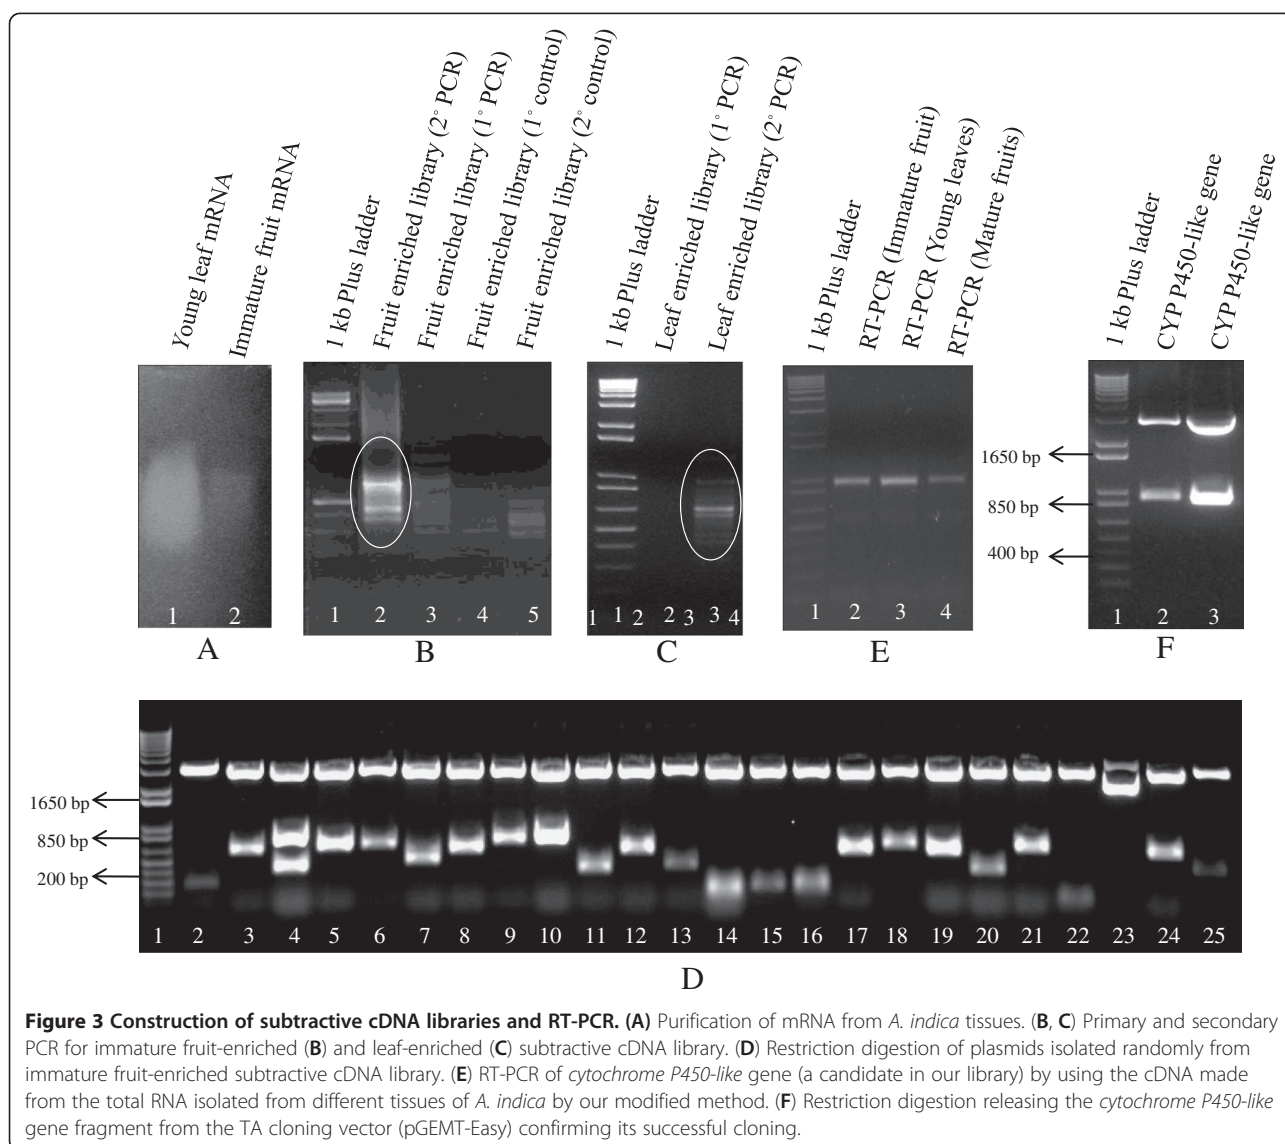 Young leaf mRNA
Immature fruit mRNA
1 kb Plus ladder
Fruit enriched library (2° PCR)
Fruit enriched library (1° PCR)
Fruit enriched library (1° control)
Fruit enriched library (2° control)
1 kb Plus ladder
Leaf enriched library (1° PCR)
Leaf enriched library (2° PCR)
1 kb Plus ladder
RT-PCR (Immature fruit)
RT-PCR (Young leaves)
RT-PCR (Mature fruits)
1 kb Plus ladder
CYP P450-like gene
CYP P450-like gene
1650 bp
850 bp
400 bp
1 2
1 2 3 4 5
1 1 2 2 3 3 4
1 2 3 4
1 2 3
A
B
C
E
F
1650 bp
850 bp
200 bp
1 2 3 4 5 6 7 8 9 10 11 12 13 14 15 16 17 18 19 20 21 22 23 24 25
D
Figure 3 Construction of subtractive cDNA libraries and RT-PCR. (A) Purification of mRNA from A. indica tissues. (B, C) Primary and secondary
PCR for immature fruit-enriched (B) and leaf-enriched (C) subtractive cDNA library. (D) Restriction digestion of plasmids isolated randomly from
immature fruit-enriched subtractive cDNA library. (E) RT-PCR of cytochrome P450-like gene (a candidate in our library) by using the cDNA made
from the total RNA isolated from different tissues of A. indica by our modified method. (F) Restriction digestion releasing the cytochrome P450-like
gene fragment from the TA cloning vector (pGEMT-Easy) confirming its successful cloning.